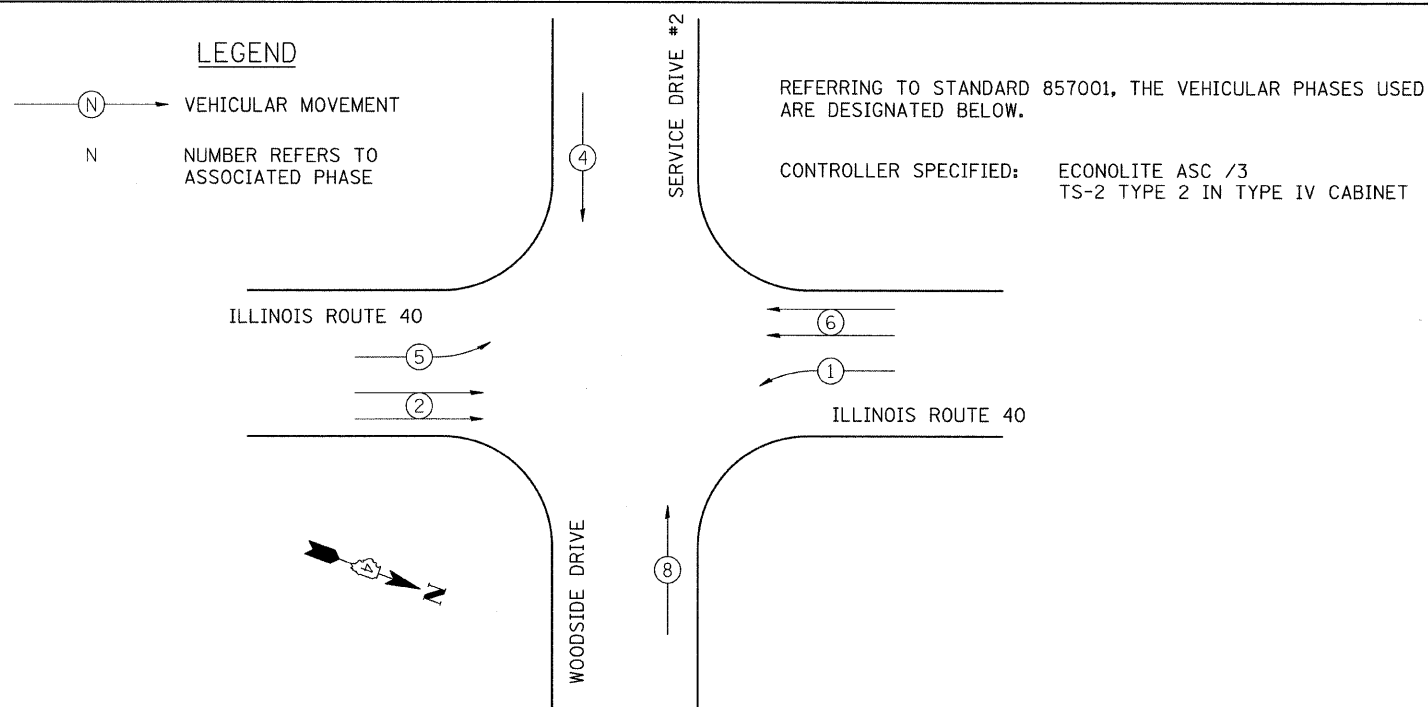 LEGEND
N VEHICULAR MOVEMENT
N NUMBER REFERS TO
ASSOCIATED PHASE
SERVICE DRIVE #2
REFERRING TO STANDARD 857001, THE VEHICULAR PHASES USED
ARE DESIGNATED BELOW.
CONTROLLER SPECIFIED: ECONOLITE ASC /3
TS-2 TYPE 2 IN TYPE IV CABINET
4
ILLINOIS ROUTE 40
6
5
1
2
ILLINOIS ROUTE 40
WOODSIDE DRIVE
8
N